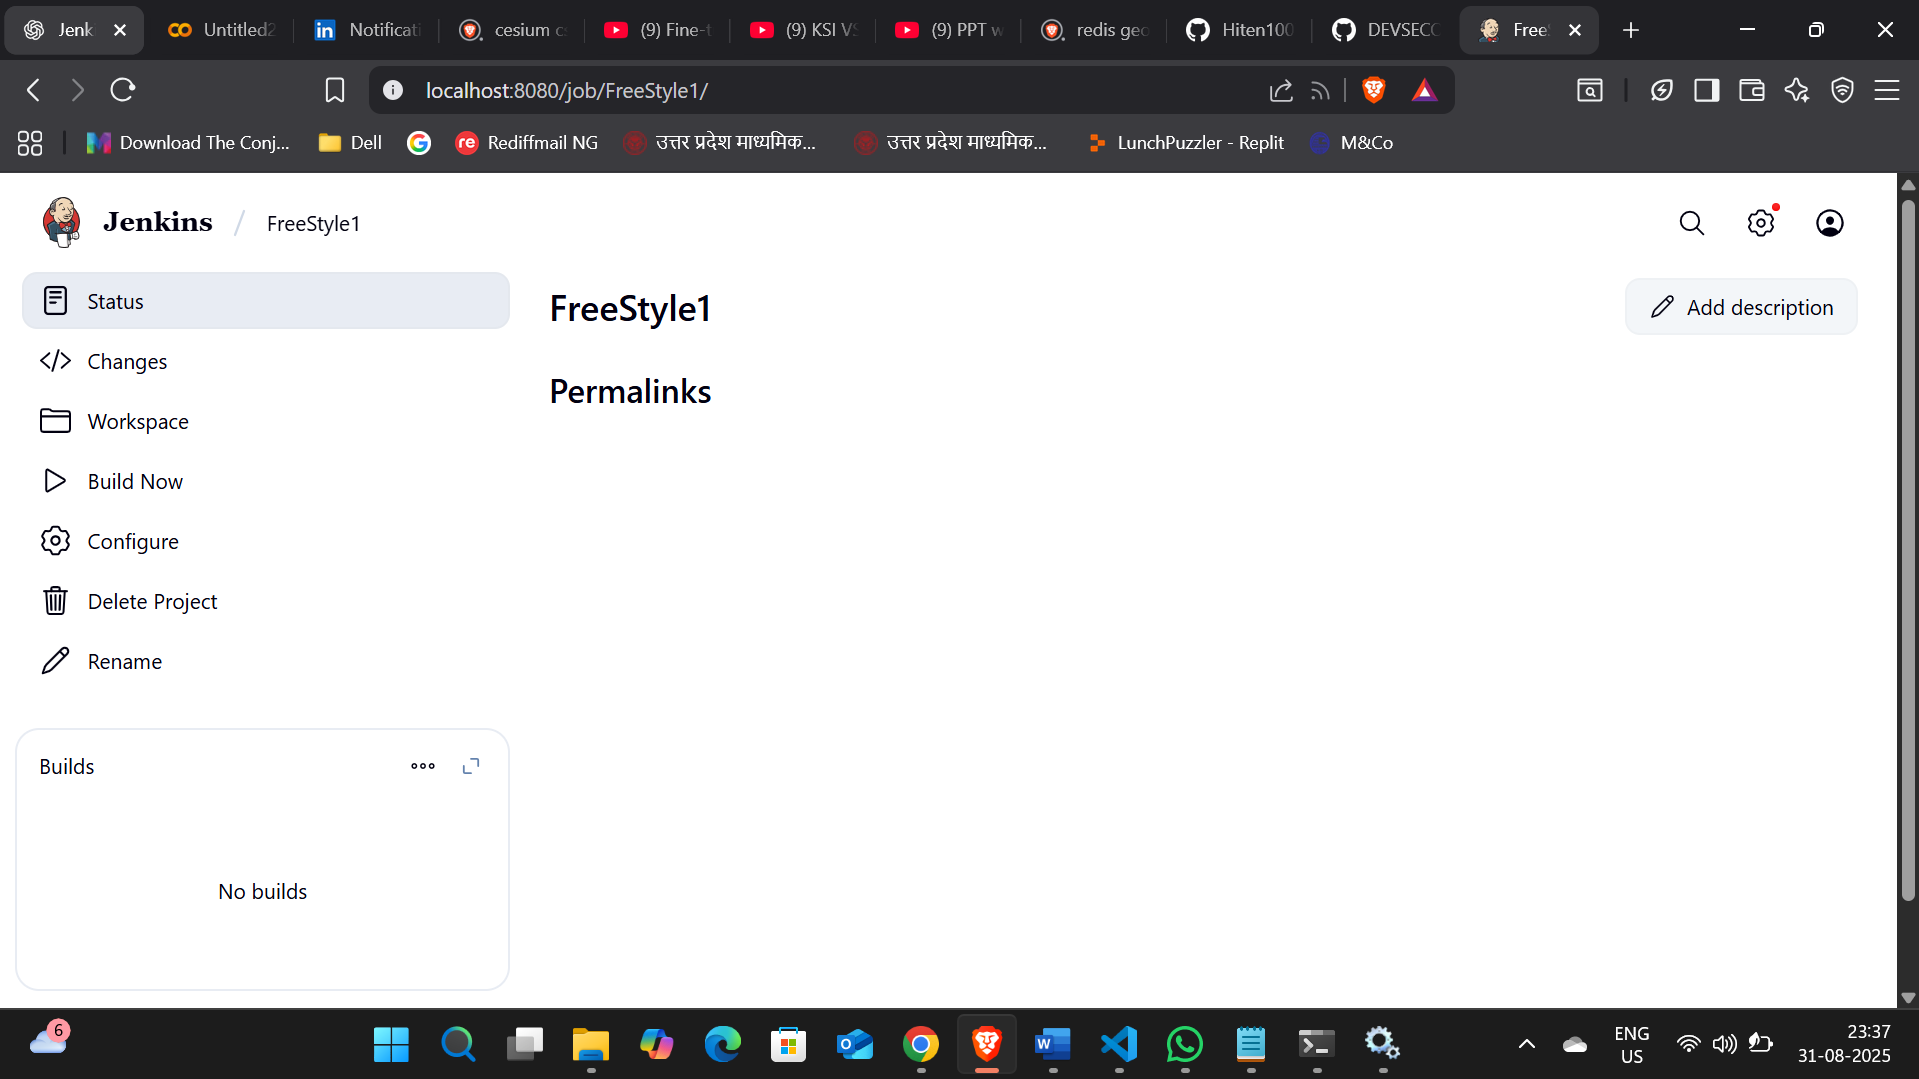 Jenk
Untitled2
Notificati
cesium cs
(9) Fine-t
(9) KSI VS
(9) PPT w
redis geo
Hiten100
DEVSECO
FreeS
localhost:8080/job/FreeStyle1/
Download The Conj...
Dell
Rediffmail NG
उत्तर प्रदेश माध्यमिक...
उत्तर प्रदेश माध्यमिक...
LunchPuzzler - Replit
M&Co
Jenkins / FreeStyle1
Status
Changes
Workspace
Build Now
Configure
Delete Project
Rename
FreeStyle1
Add description
Permalinks
Builds
No builds
6
ENG
US
23:37
31-08-2025